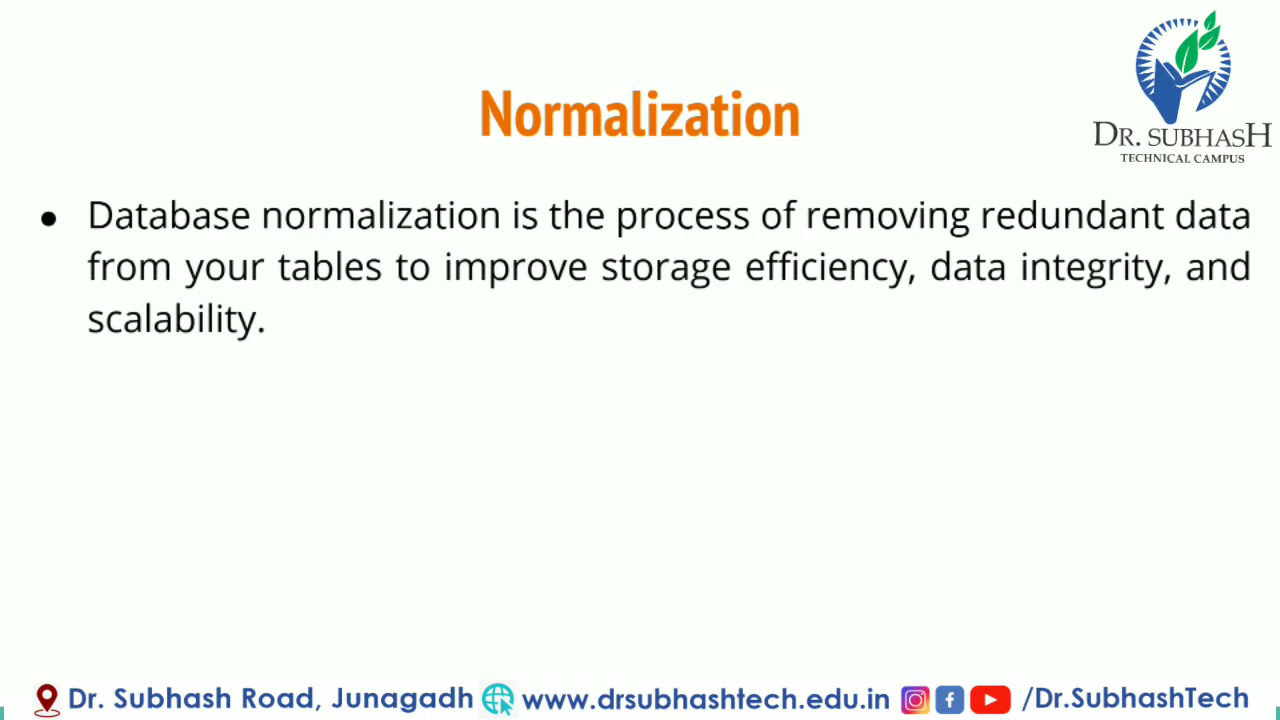 DR. SUBHASH
TECHNICAL CAMPUS
Normalization
● Database normalization is the process of removing redundant data
from your tables to improve storage efficiency, data integrity, and
scalability.
Dr. Subhash Road, Junagadh www.drsubhashtech.edu.in /Dr.SubhashTech